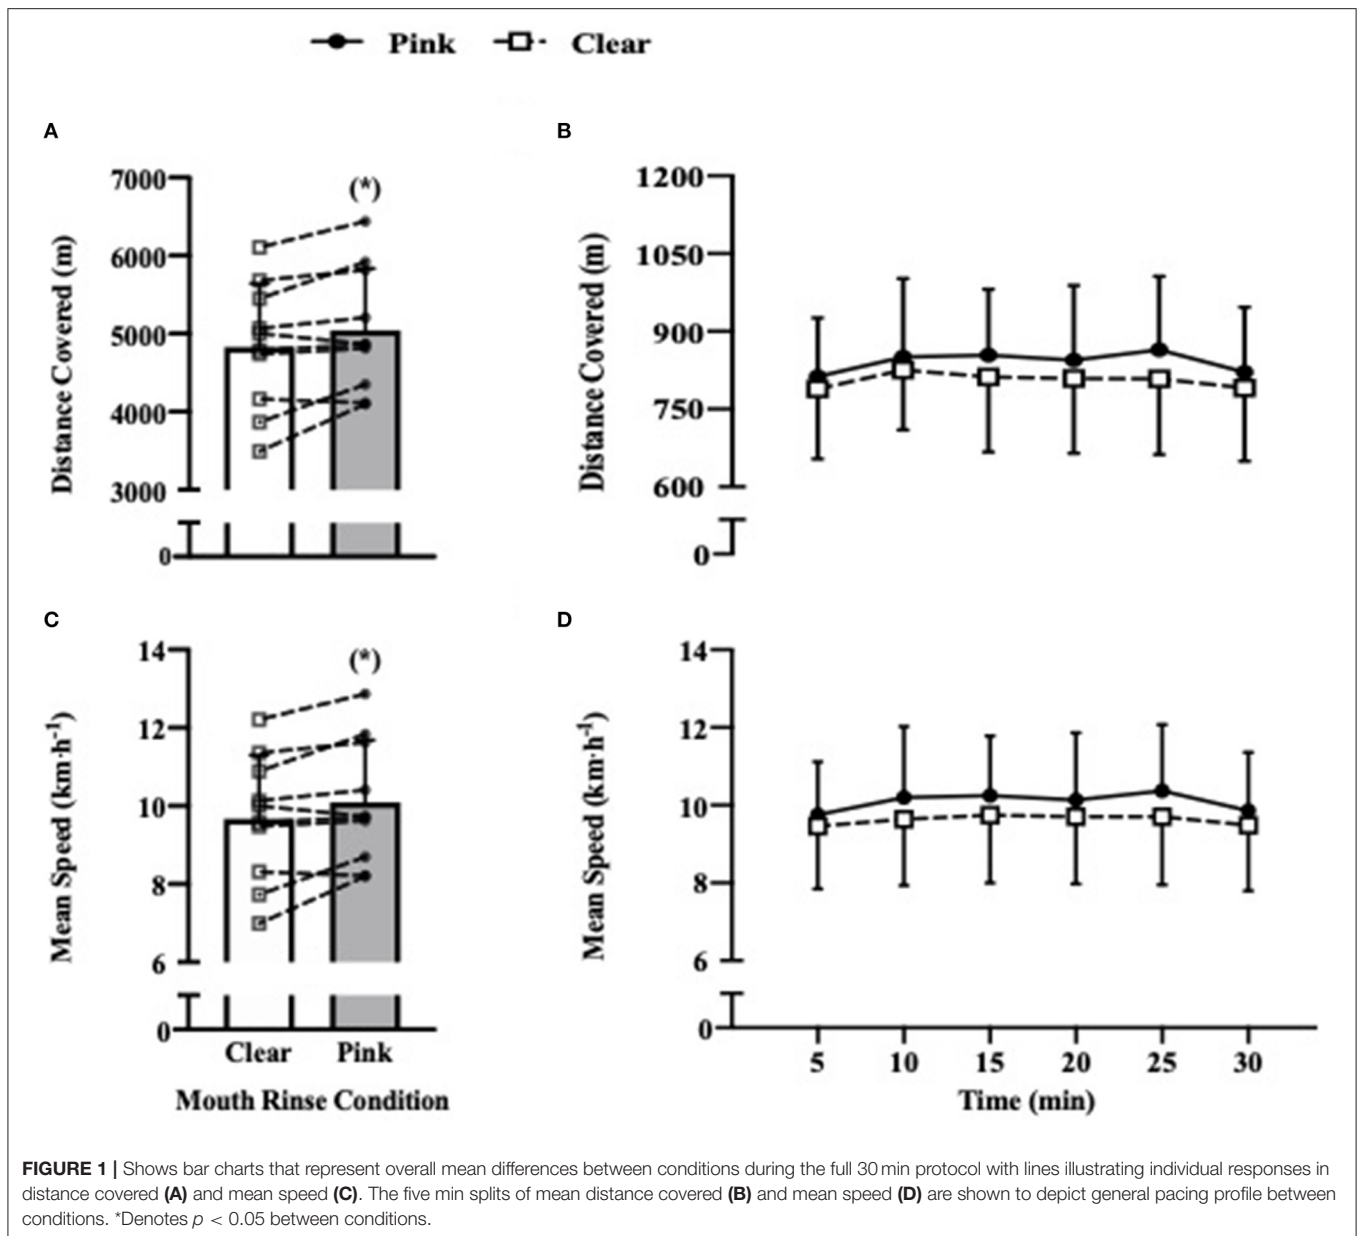 Pink Clear
A
B
7000
6000
5000
4000
3000
0
Distance Covered (m)
(*)
1200
1050
900
750
600
0
Distance Covered (m)
C
D
14
12
10
8
6
0
Mean Speed (km·h-1)
(*)
Clear Pink
Mouth Rinse Condition
14
12
10
8
6
0
Mean Speed (km·h-1)
5 10 15 20 25 30
Time (min)
FIGURE 1 | Shows bar charts that represent overall mean differences between conditions during the full 30 min protocol with lines illustrating individual responses in
distance covered (A) and mean speed (C). The five min splits of mean distance covered (B) and mean speed (D) are shown to depict general pacing profile between
conditions. *Denotes p < 0.05 between conditions.